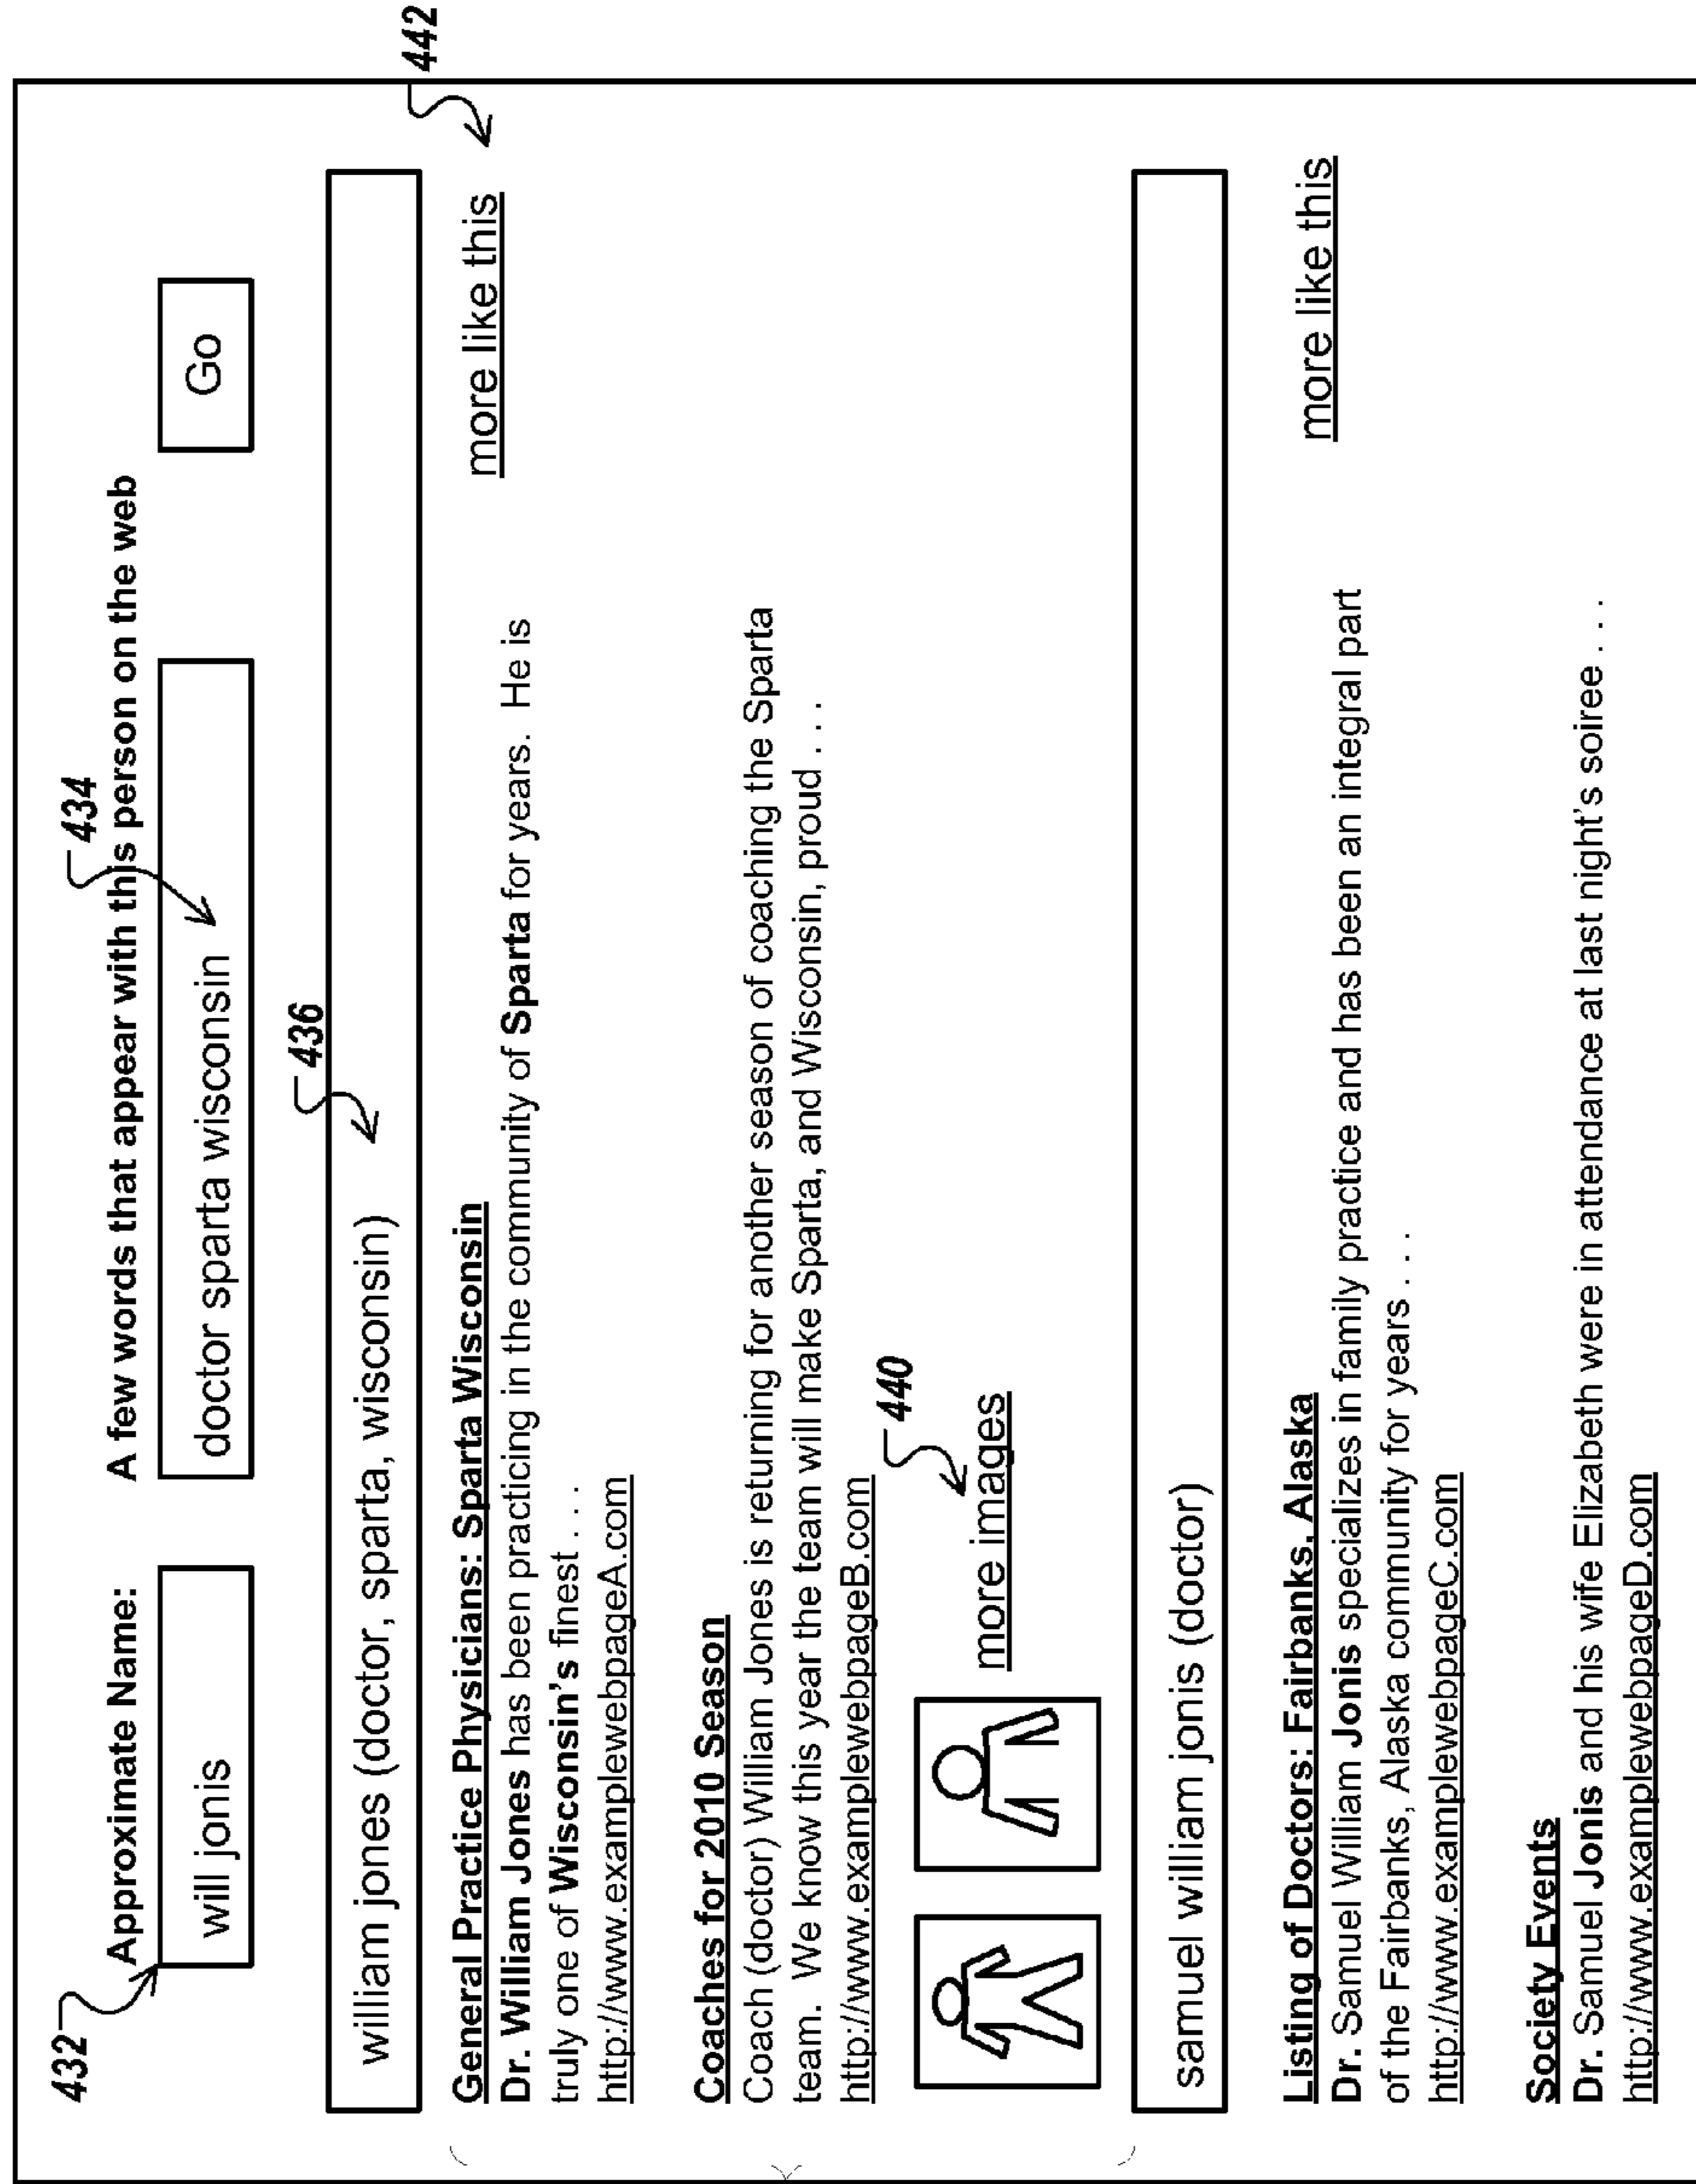 432
Approximate Name:
will jonis
434
A few words that appear with this person on the web
doctor sparta wisconsin
Go
436
william jones (doctor, sparta, wisconsin)
442
General Practice Physicians: Sparta Wisconsin
more like this
Dr. William Jones has been practicing in the community of Sparta for years. He is
truly one of Wisconsin's finest . . .
http://www.examplewebpageA.com
Coaches for 2010 Season
Coach (doctor) William Jones is returning for another season of coaching the Sparta
team. We know this year the team will make Sparta, and Wisconsin, proud . . .
http://www.examplewebpageB.com
440
more images
samuel william jonis (doctor)
Listing of Doctors: Fairbanks, Alaska
more like this
Dr. Samuel William Jonis specializes in family practice and has been an integral part
of the Fairbanks, Alaska community for years . . .
http://www.examplewebpageC.com
Society Events
Dr. Samuel Jonis and his wife Elizabeth were in attendance at last night's soiree . . .
http://www.examplewebpageD.com